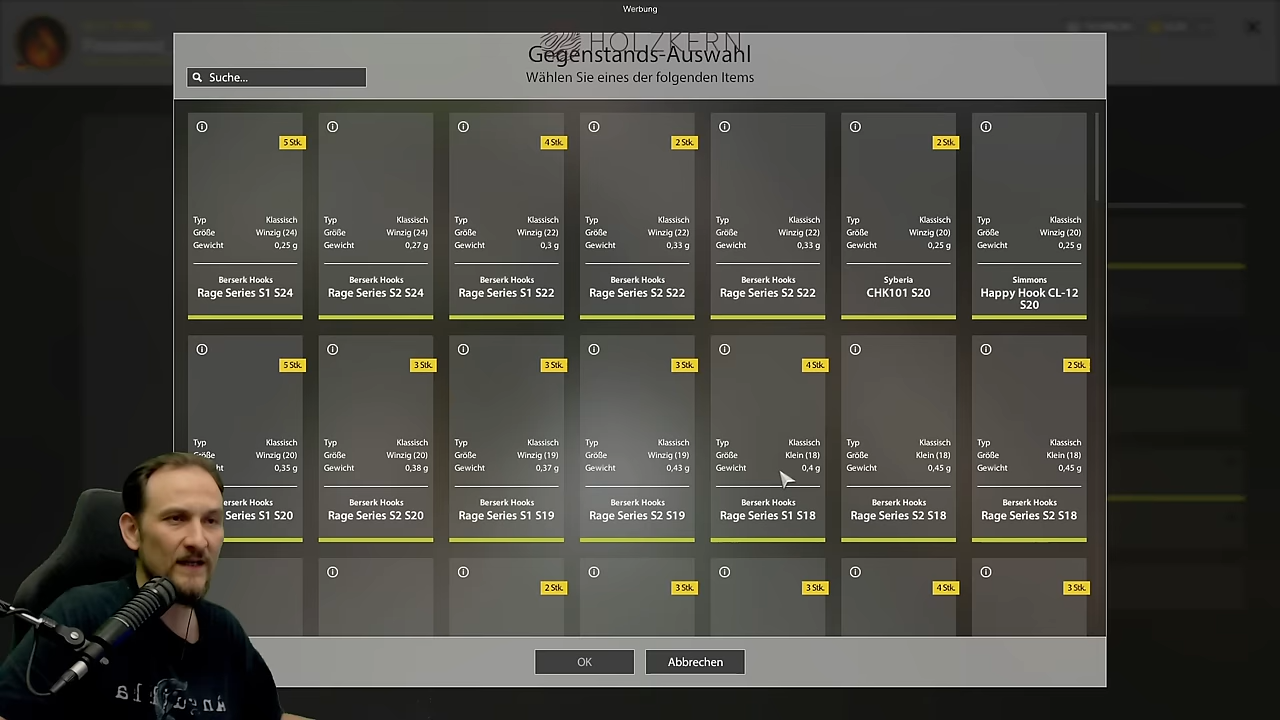 Werbung
HOLZKERN
Gegenstands-Auswahl
Suche...
Wählen Sie eines der folgenden Items
5 Stk.
4 Stk.
2 Stk.
2 Stk.
Typ Klassisch
Größe Winzig (24)
Gewicht 0,25 g
Berserk Hooks
Rage Series S1 S24
Typ Klassisch
Größe Winzig (24)
Gewicht 0,27 g
Berserk Hooks
Rage Series S2 S24
Typ Klassisch
Größe Winzig (22)
Gewicht 0,3 g
Berserk Hooks
Rage Series S1 S22
Typ Klassisch
Größe Winzig (22)
Gewicht 0,33 g
Berserk Hooks
Rage Series S2 S22
Typ Klassisch
Größe Winzig (22)
Gewicht 0,33 g
Berserk Hooks
Rage Series S2 S22
Typ Klassisch
Größe Winzig (20)
Gewicht 0,25 g
Syberia
CHK101 S20
Typ Klassisch
Größe Winzig (20)
Gewicht 0,25 g
Simmons
Happy Hook CL-12
S20
5 Stk.
3 Stk.
3 Stk.
3 Stk.
4 Stk.
2 Stk.
Typ Klassisch
Größe Winzig (20)
ht 0,35 g
Berserk Hooks
Series S1 S20
Typ Klassisch
Größe Winzig (20)
Gewicht 0,38 g
Berserk Hooks
Rage Series S2 S20
Typ Klassisch
Größe Winzig (19)
Gewicht 0,37 g
Berserk Hooks
Rage Series S1 S19
Typ Klassisch
Größe Winzig (19)
Gewicht 0,43 g
Berserk Hooks
Rage Series S2 S19
Typ Klassisch
Größe Klein (18)
Gewicht 0,4 g
Berserk Hooks
Rage Series S1 S18
Typ Klassisch
Größe Klein (18)
Gewicht 0,45 g
Berserk Hooks
Rage Series S2 S18
Typ Klassisch
Größe Klein (18)
Gewicht 0,45 g
Berserk Hooks
Rage Series S2 S18
2 Stk.
3 Stk.
3 Stk.
4 Stk.
3 Stk.
OK
Abbrechen